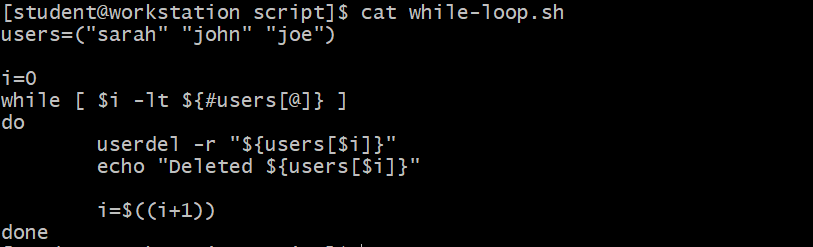 [student@workstation script]$ cat while-loop.sh
users=("sarah" "john" "joe")
i=0
while [ $i -lt ${#users[@]} ]
do
userdel -r "${users[$i]}"
echo "Deleted ${users[$i]}"
i=$((i+1))
done